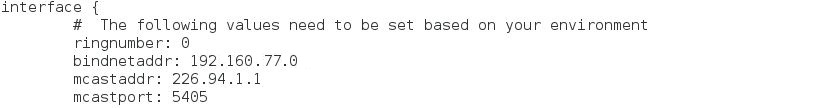 interface {
        #  The following values need to be set based on your environment
        ringnumber: 0
        bindnetaddr: 192.160.77.0
        mcastaddr: 226.94.1.1
        mcastport: 5405